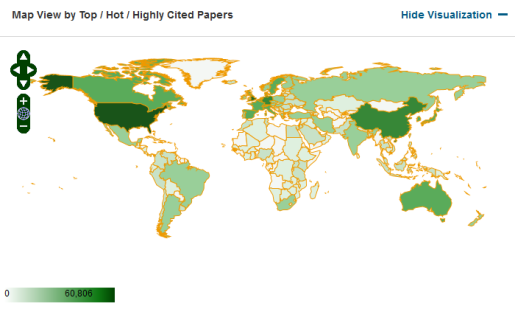 Map View by Top / Hot / Highly Cited Papers
Hide Visualization −
0
60,806